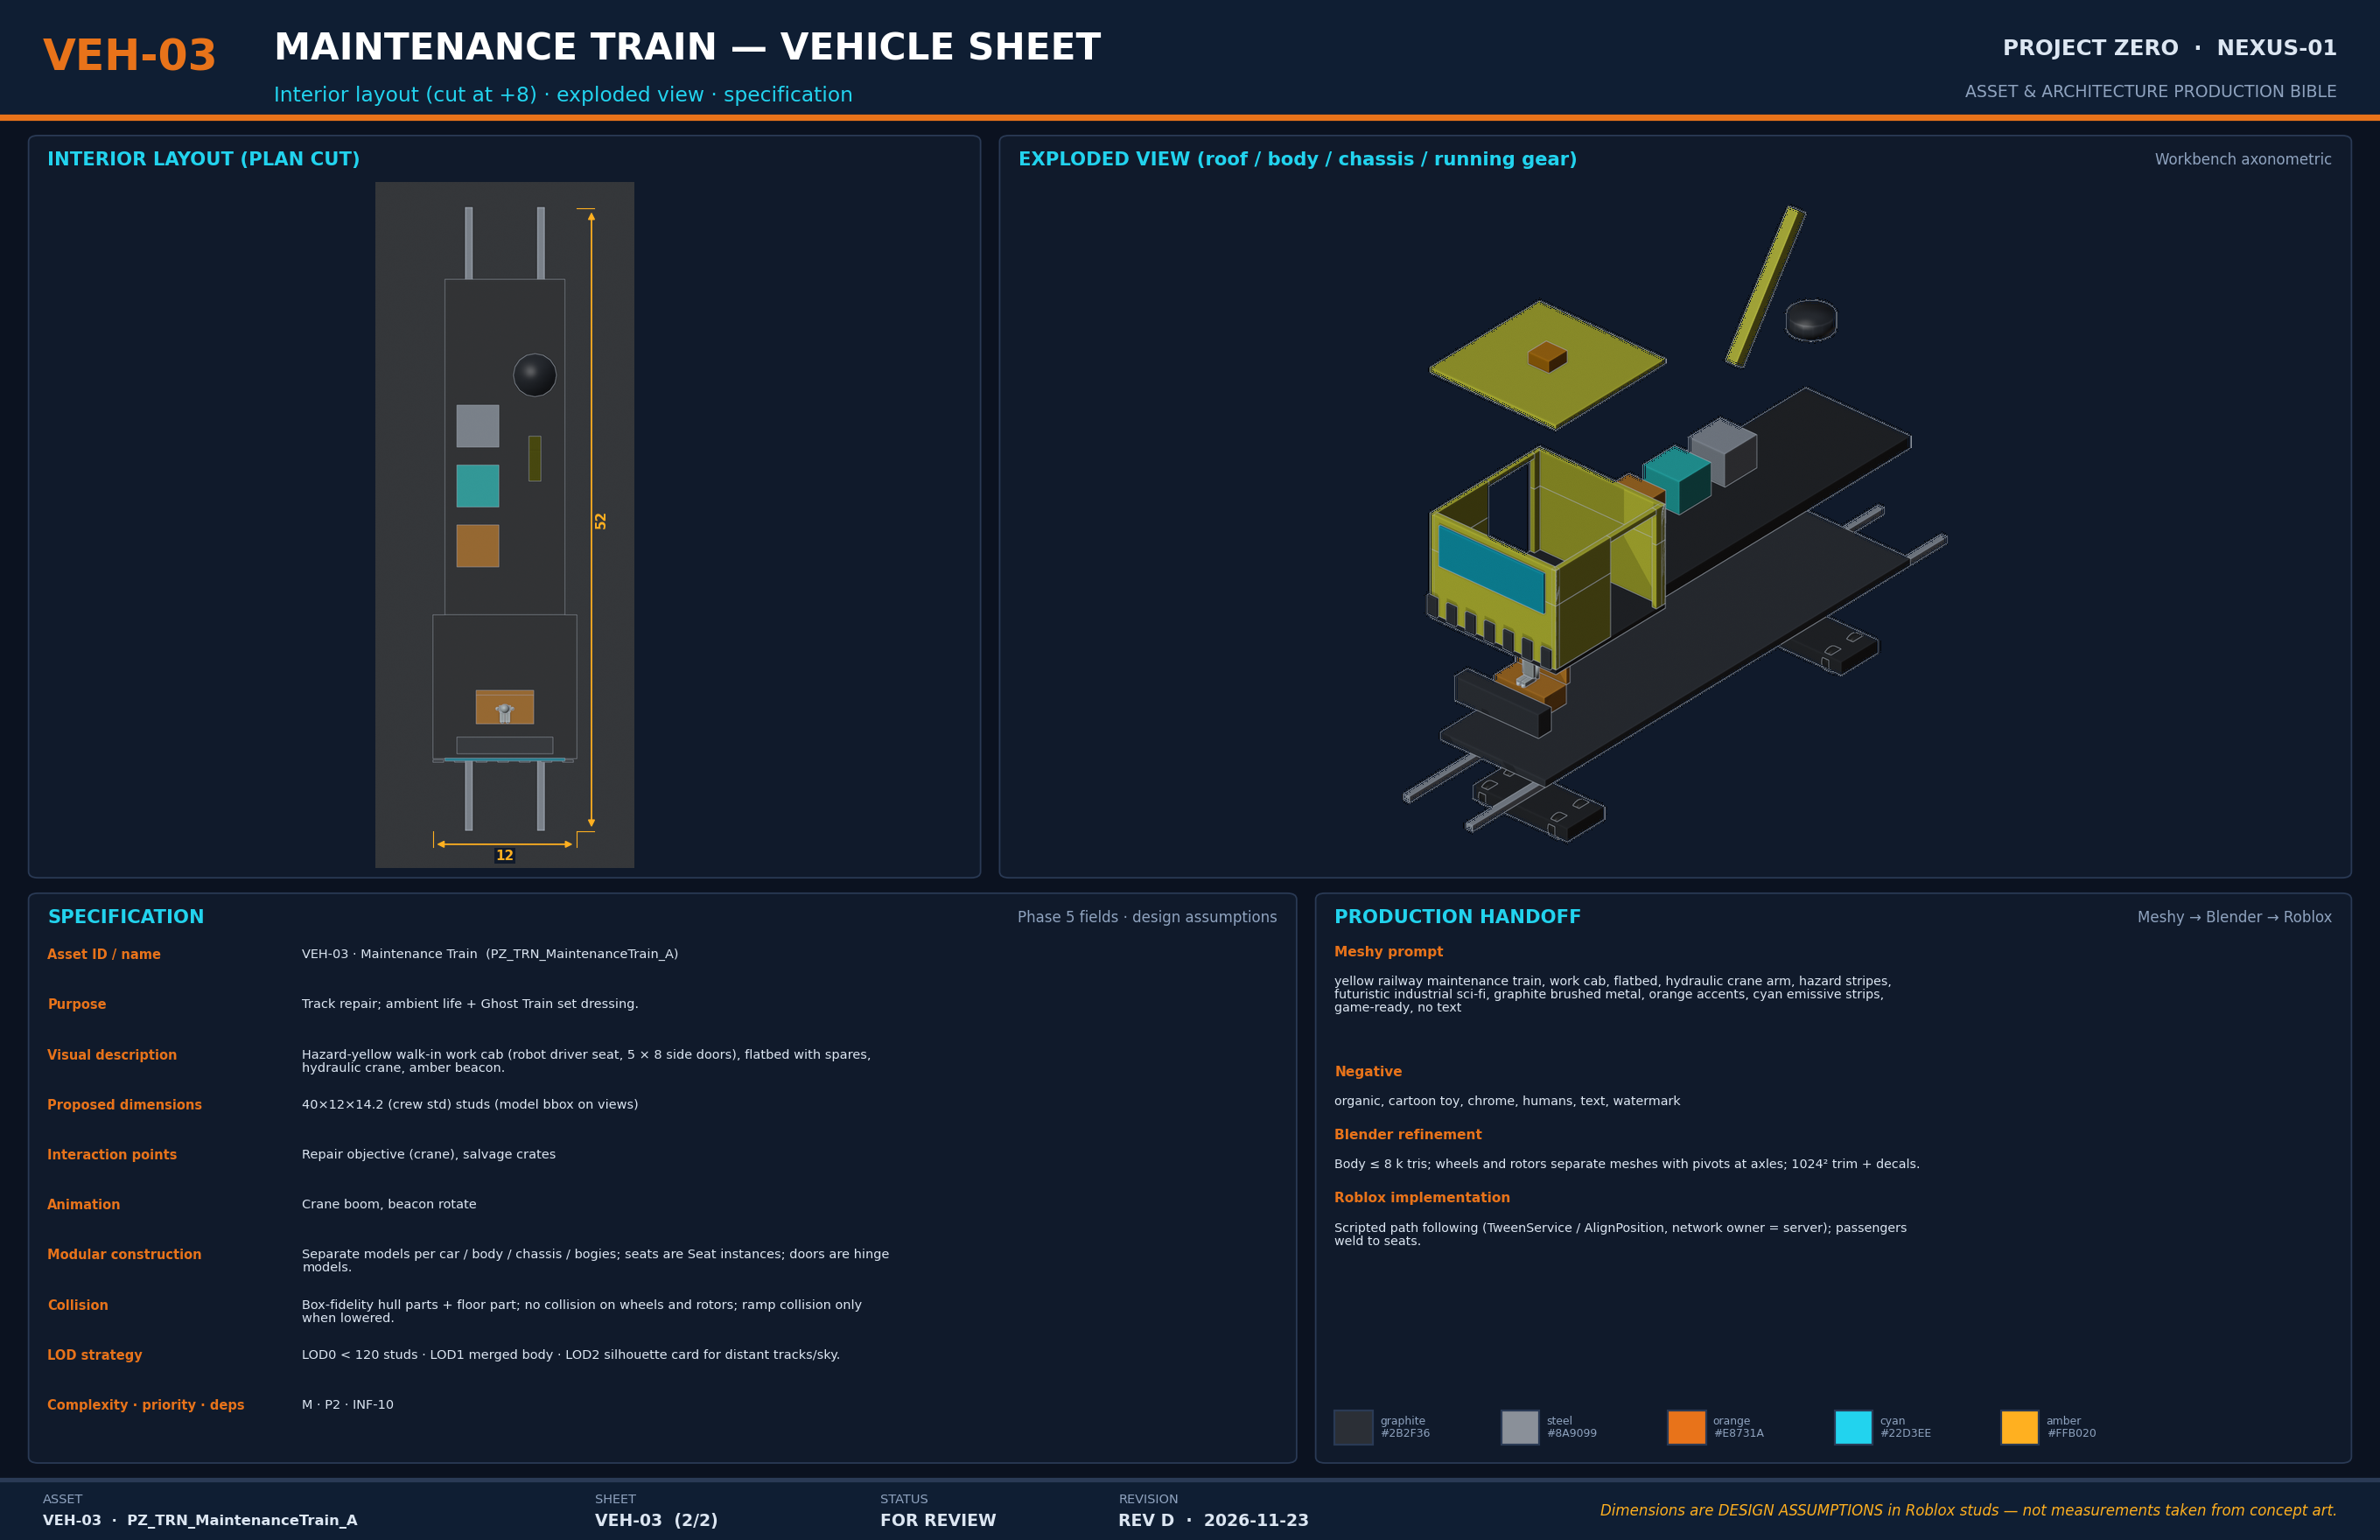 VEH-03
MAINTENANCE TRAIN — VEHICLE SHEET
Interior layout (cut at +8) · exploded view · specification
PROJECT ZERO · NEXUS-01
ASSET & ARCHITECTURE PRODUCTION BIBLE
INTERIOR LAYOUT (PLAN CUT)
52
12
EXPLODED VIEW (roof / body / chassis / running gear)
Workbench axonometric
SPECIFICATION
Phase 5 fields · design assumptions
Asset ID / name
VEH-03 · Maintenance Train (PZ_TRN_MaintenanceTrain_A)
Purpose
Track repair; ambient life + Ghost Train set dressing.
Visual description
Hazard-yellow walk-in work cab (robot driver seat, 5 × 8 side doors), flatbed with spares,
hydraulic crane, amber beacon.
Proposed dimensions
40×12×14.2 (crew std) studs (model bbox on views)
Interaction points
Repair objective (crane), salvage crates
Animation
Crane boom, beacon rotate
Modular construction
Separate models per car / body / chassis / bogies; seats are Seat instances; doors are hinge
models.
Collision
Box-fidelity hull parts + floor part; no collision on wheels and rotors; ramp collision only
when lowered.
LOD strategy
LOD0 < 120 studs · LOD1 merged body · LOD2 silhouette card for distant tracks/sky.
Complexity · priority · deps
M · P2 · INF-10
PRODUCTION HANDOFF
Meshy → Blender → Roblox
Meshy prompt
yellow railway maintenance train, work cab, flatbed, hydraulic crane arm, hazard stripes,
futuristic industrial sci-fi, graphite brushed metal, orange accents, cyan emissive strips,
game-ready, no text
Negative
organic, cartoon toy, chrome, humans, text, watermark
Blender refinement
Body ≤ 8 k tris; wheels and rotors separate meshes with pivots at axles; 1024² trim + decals.
Roblox implementation
Scripted path following (TweenService / AlignPosition, network owner = server); passengers
weld to seats.
graphite
#2B2F36
steel
#8A9099
orange
#E8731A
cyan
#22D3EE
amber
#FFB020
ASSET
VEH-03 · PZ_TRN_MaintenanceTrain_A
SHEET
VEH-03 (2/2)
STATUS
FOR REVIEW
REVISION
REV D · 2026-11-23
Dimensions are DESIGN ASSUMPTIONS in Roblox studs — not measurements taken from concept art.